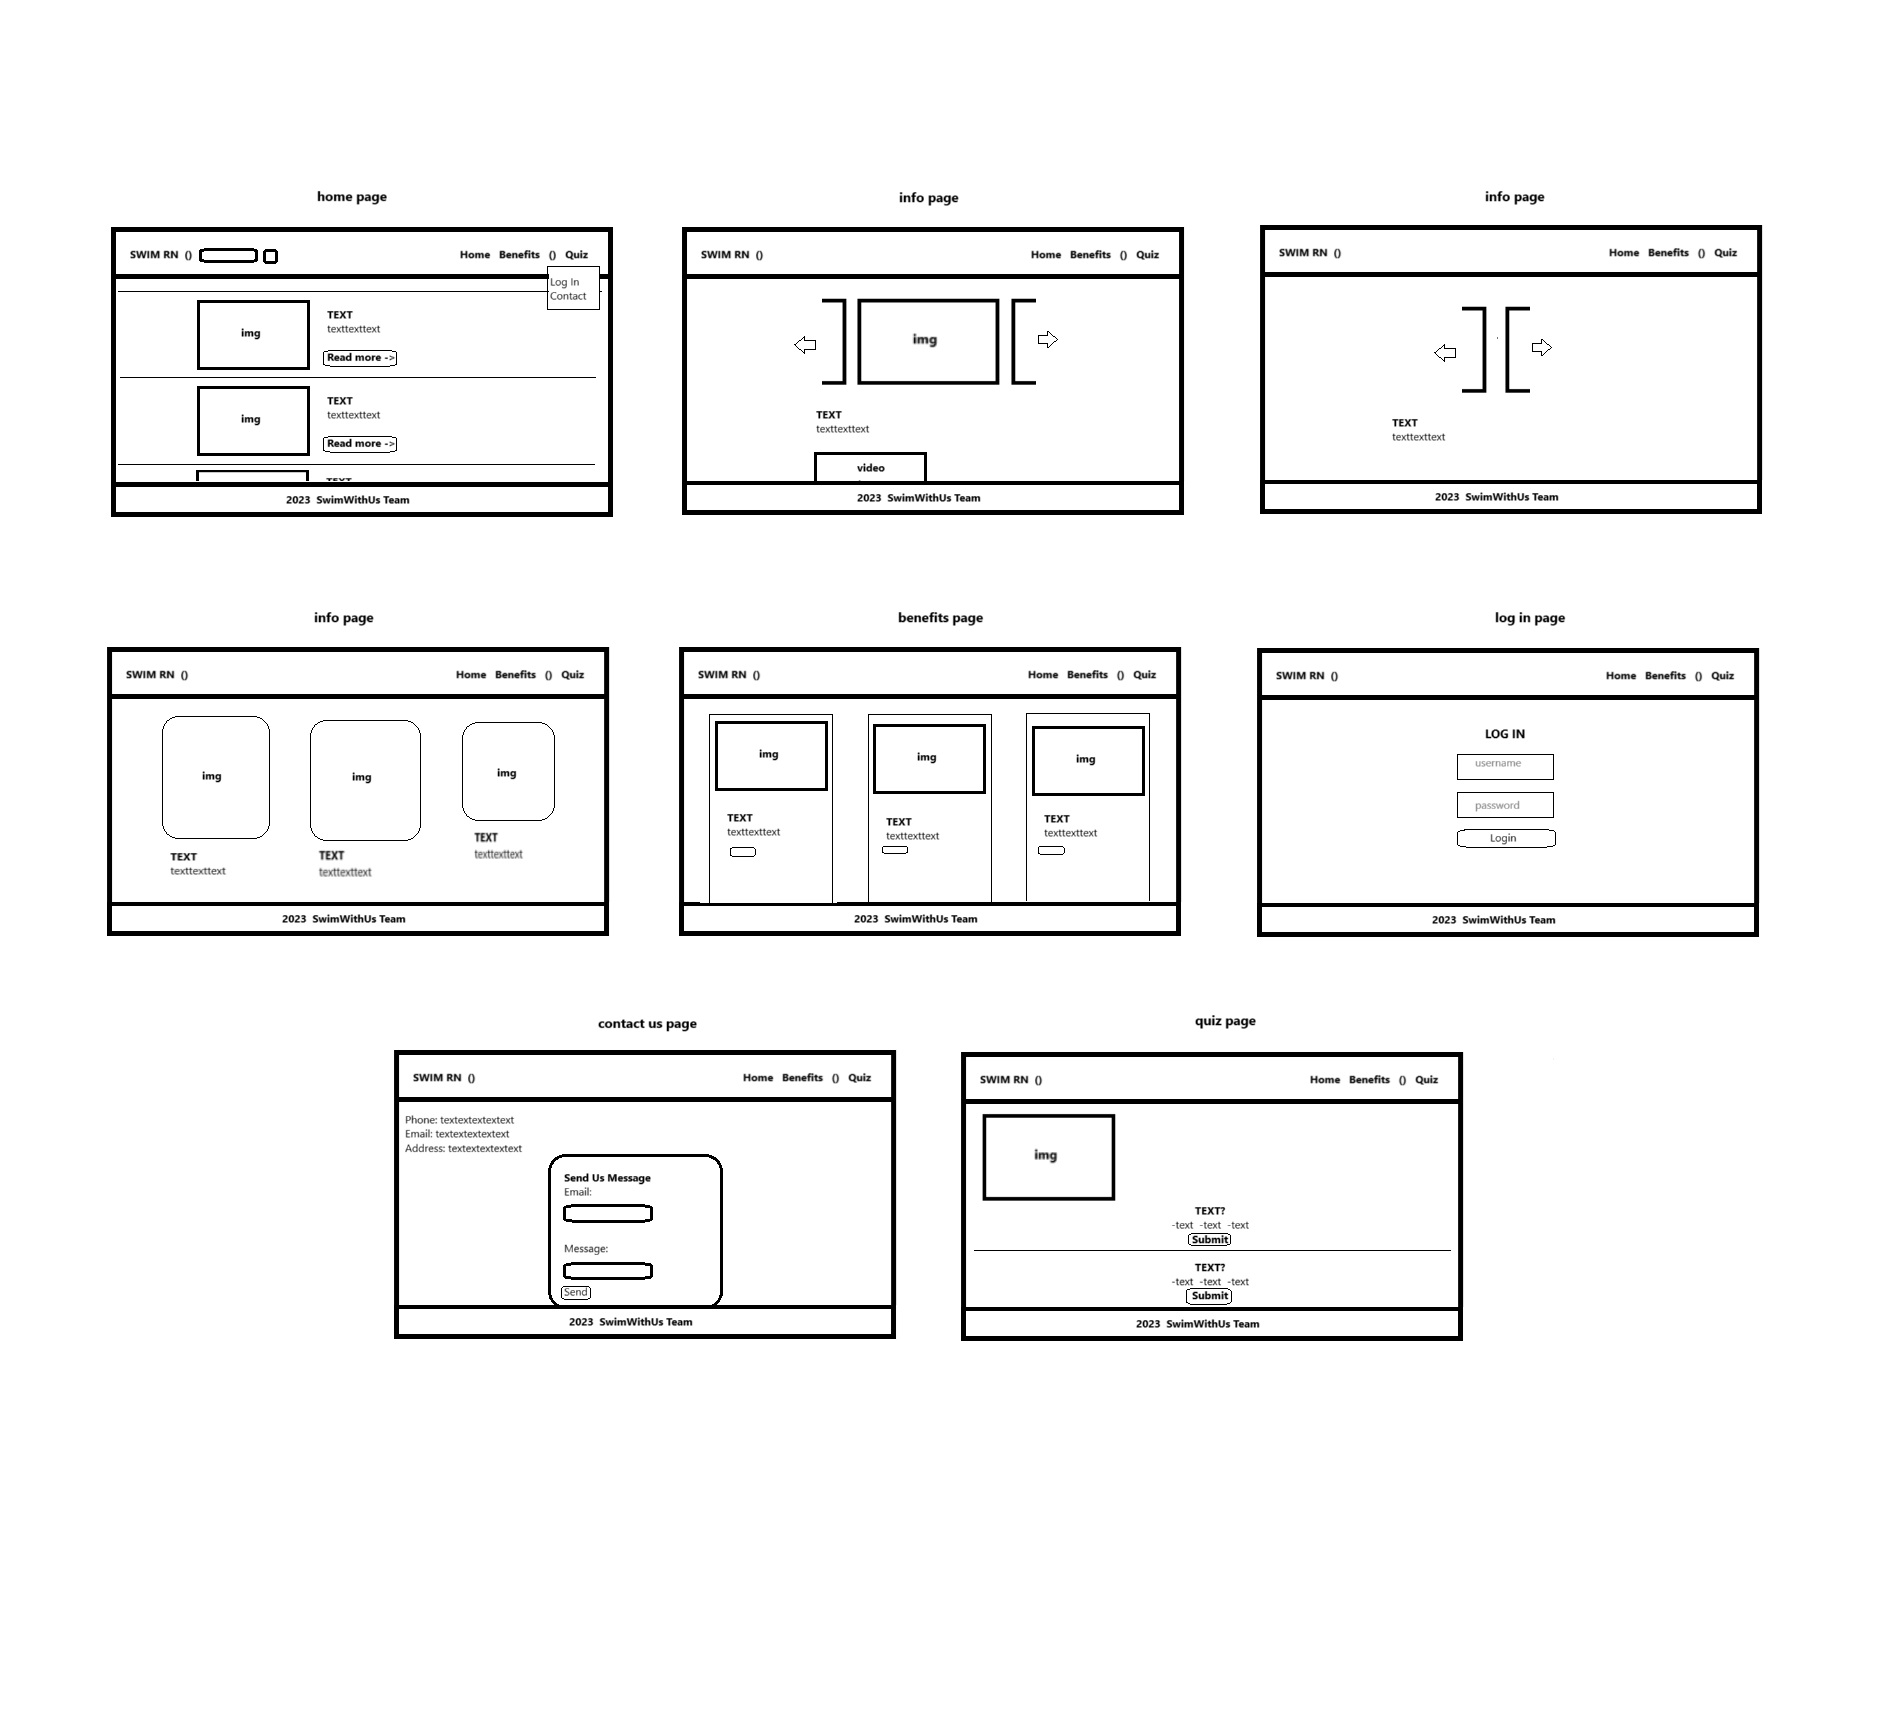 home page
SWIM RN () Home Benefits () Quiz
Log In
Contact
img
TEXT
texttexttext
Read more ->
img
TEXT
texttexttext
Read more ->
TEXT
2023 SwimWithUs Team
info page
SWIM RN () Home Benefits () Quiz
img
TEXT
texttexttext
video
2023 SwimWithUs Team
info page
SWIM RN () Home Benefits () Quiz
TEXT
texttexttext
2023 SwimWithUs Team
info page
SWIM RN () Home Benefits () Quiz
img
TEXT
texttexttext
img
TEXT
texttexttext
img
TEXT
texttexttext
2023 SwimWithUs Team
benefits page
SWIM RN () Home Benefits () Quiz
img
TEXT
texttexttext
img
TEXT
texttexttext
img
TEXT
texttexttext
2023 SwimWithUs Team
log in page
SWIM RN () Home Benefits () Quiz
LOG IN
username
password
Login
2023 SwimWithUs Team
contact us page
SWIM RN () Home Benefits () Quiz
Phone: textextextextext
Email: textextextextext
Address: textextextextext
Send Us Message
Email:
Message:
Send
2023 SwimWithUs Team
quiz page
SWIM RN () Home Benefits () Quiz
img
TEXT?
-text -text -text
Submit
TEXT?
-text -text -text
Submit
2023 SwimWithUs Team